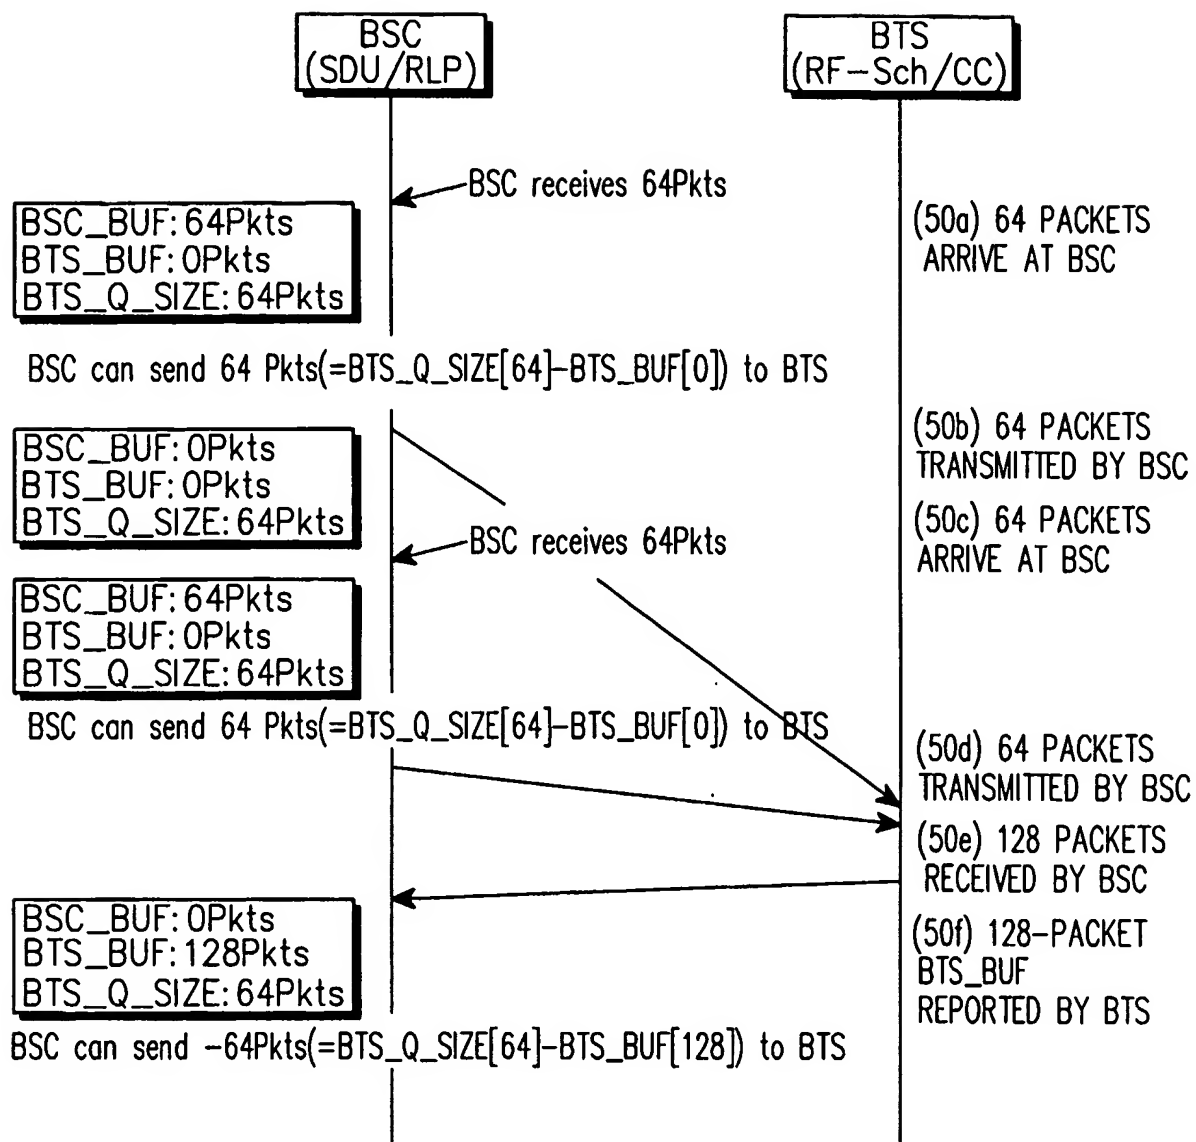 BSC
(SDU/RLP)
BTS
(RF-Sch/CC)
BSC receives 64Pkts
BSC_BUF:64Pkts
BTS_BUF:0Pkts
BTS_Q_SIZE:64Pkts
(50a) 64 PACKETS
ARRIVE AT BSC
BSC can send 64 Pkts(=BTS_Q_SIZE[64]-BTS_BUF[0]) to BTS
BSC_BUF:0Pkts
BTS_BUF:0Pkts
BTS_Q_SIZE:64Pkts
(50b) 64 PACKETS
TRANSMITTED BY BSC
BSC receives 64Pkts
(50c) 64 PACKETS
ARRIVE AT BSC
BSC_BUF:64Pkts
BTS_BUF:0Pkts
BTS_Q_SIZE:64Pkts
BSC can send 64 Pkts(=BTS_Q_SIZE[64]-BTS_BUF[0]) to BTS
(50d) 64 PACKETS
TRANSMITTED BY BSC
(50e) 128 PACKETS
RECEIVED BY BSC
BSC_BUF:0Pkts
BTS_BUF:128Pkts
BTS_Q_SIZE:64Pkts
(50f) 128-PACKET
BTS_BUF
REPORTED BY BTS
BSC can send -64Pkts(=BTS_Q_SIZE[64]-BTS_BUF[128]) to BTS